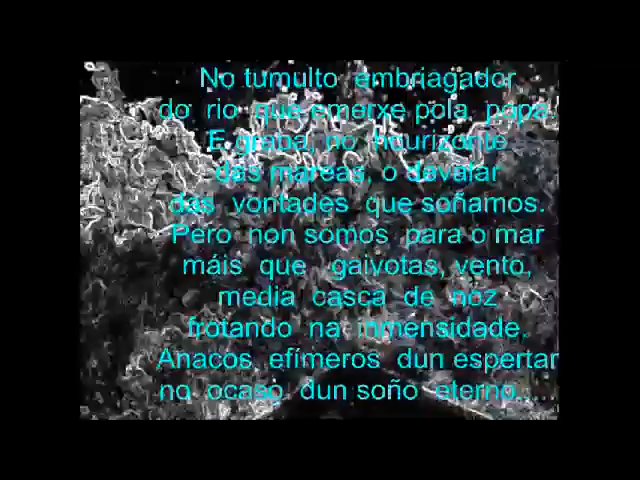 No tumulto embriagador
do rio que emerxe pola popa
E graba, no hourizonte
das mareas, o davalar
das vontades que soñamos.
Pero non somos para o mar
máis que gaivotas, vento,
media casca de noz
frotando na inmensidade.
Anacos efímeros dun espertar
no ocaso dun soño eterno.....